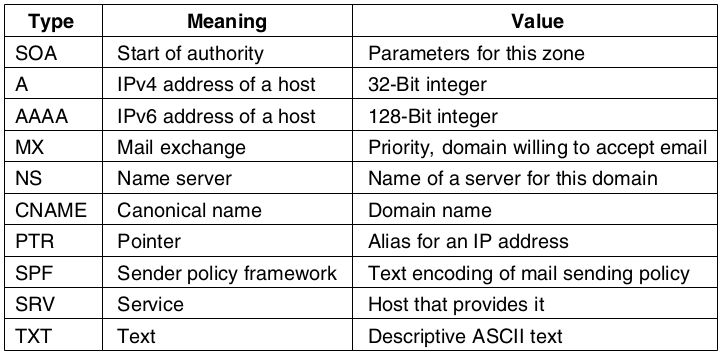 Type Meaning Value
SOA Start of authority Parameters for this zone
A IPv4 address of a host 32-Bit integer
AAAA IPv6 address of a host 128-Bit integer
MX Mail exchange Priority, domain willing to accept email
NS Name server Name of a server for this domain
CNAME Canonical name Domain name
PTR Pointer Alias for an IP address
SPF Sender policy framework Text encoding of mail sending policy
SRV Service Host that provides it
TXT Text Descriptive ASCII text